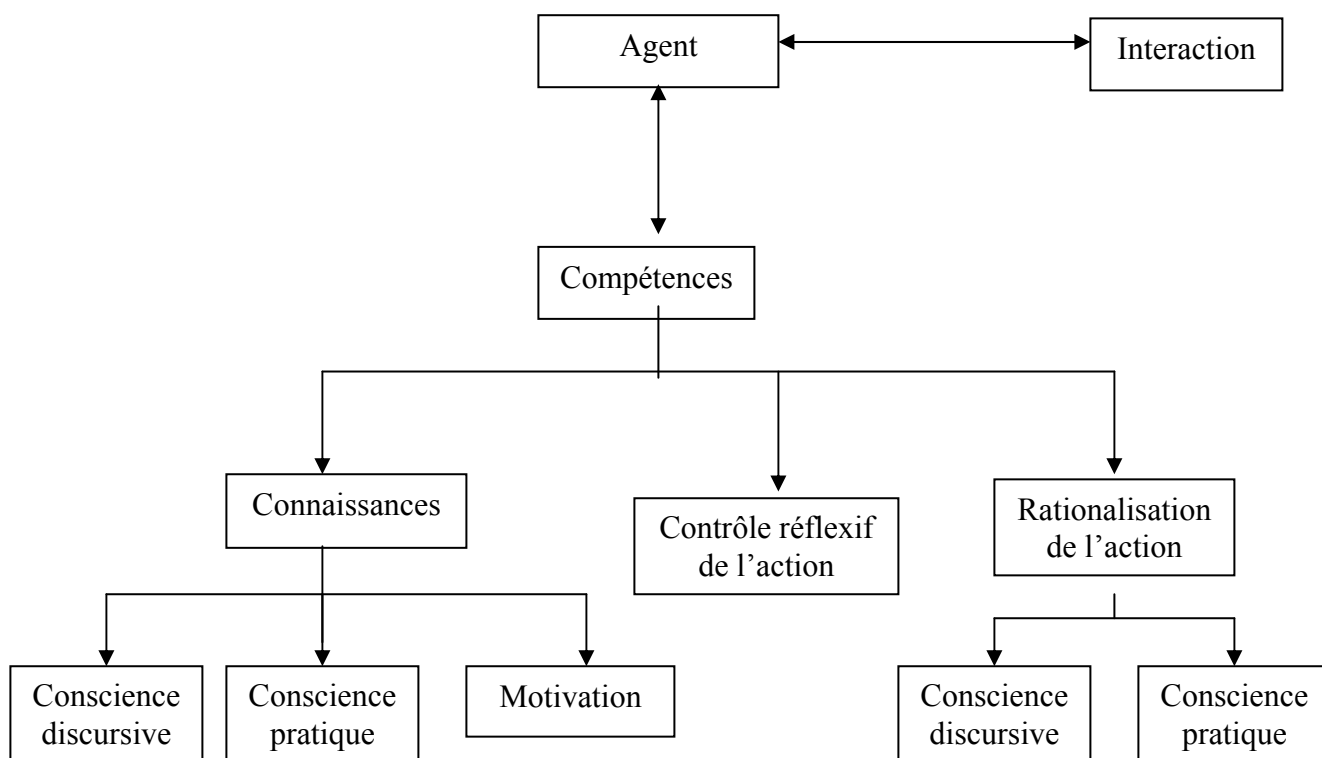 Agent
Interaction
Compétences
Connaissances
Contrôle réflexif
de l’action
Rationalisation
de l’action
Conscience
discursive
Conscience
pratique
Motivation
Conscience
discursive
Conscience
pratique